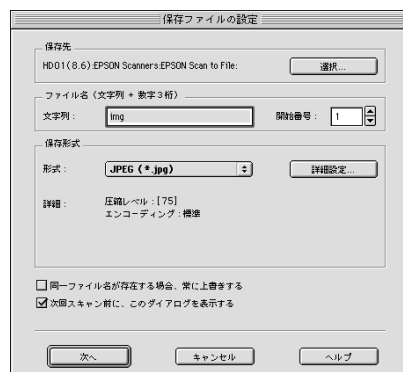 保存ファイルの設定
保存先
HD01(8.6):EPSON Scanners:EPSON Scan to File:
選択...
ファイル名（文字列 + 数字3桁）
文字列：
img
開始番号：
1
保存形式
形式：
JPEG (*.jpg)
詳細設定...
詳細：
圧縮レベル：[75]
エンコーディング：標準
同一ファイル名が存在する場合、常に上書きする
次回スキャン前に、このダイアログを表示する
次へ
キャンセル
ヘルプ